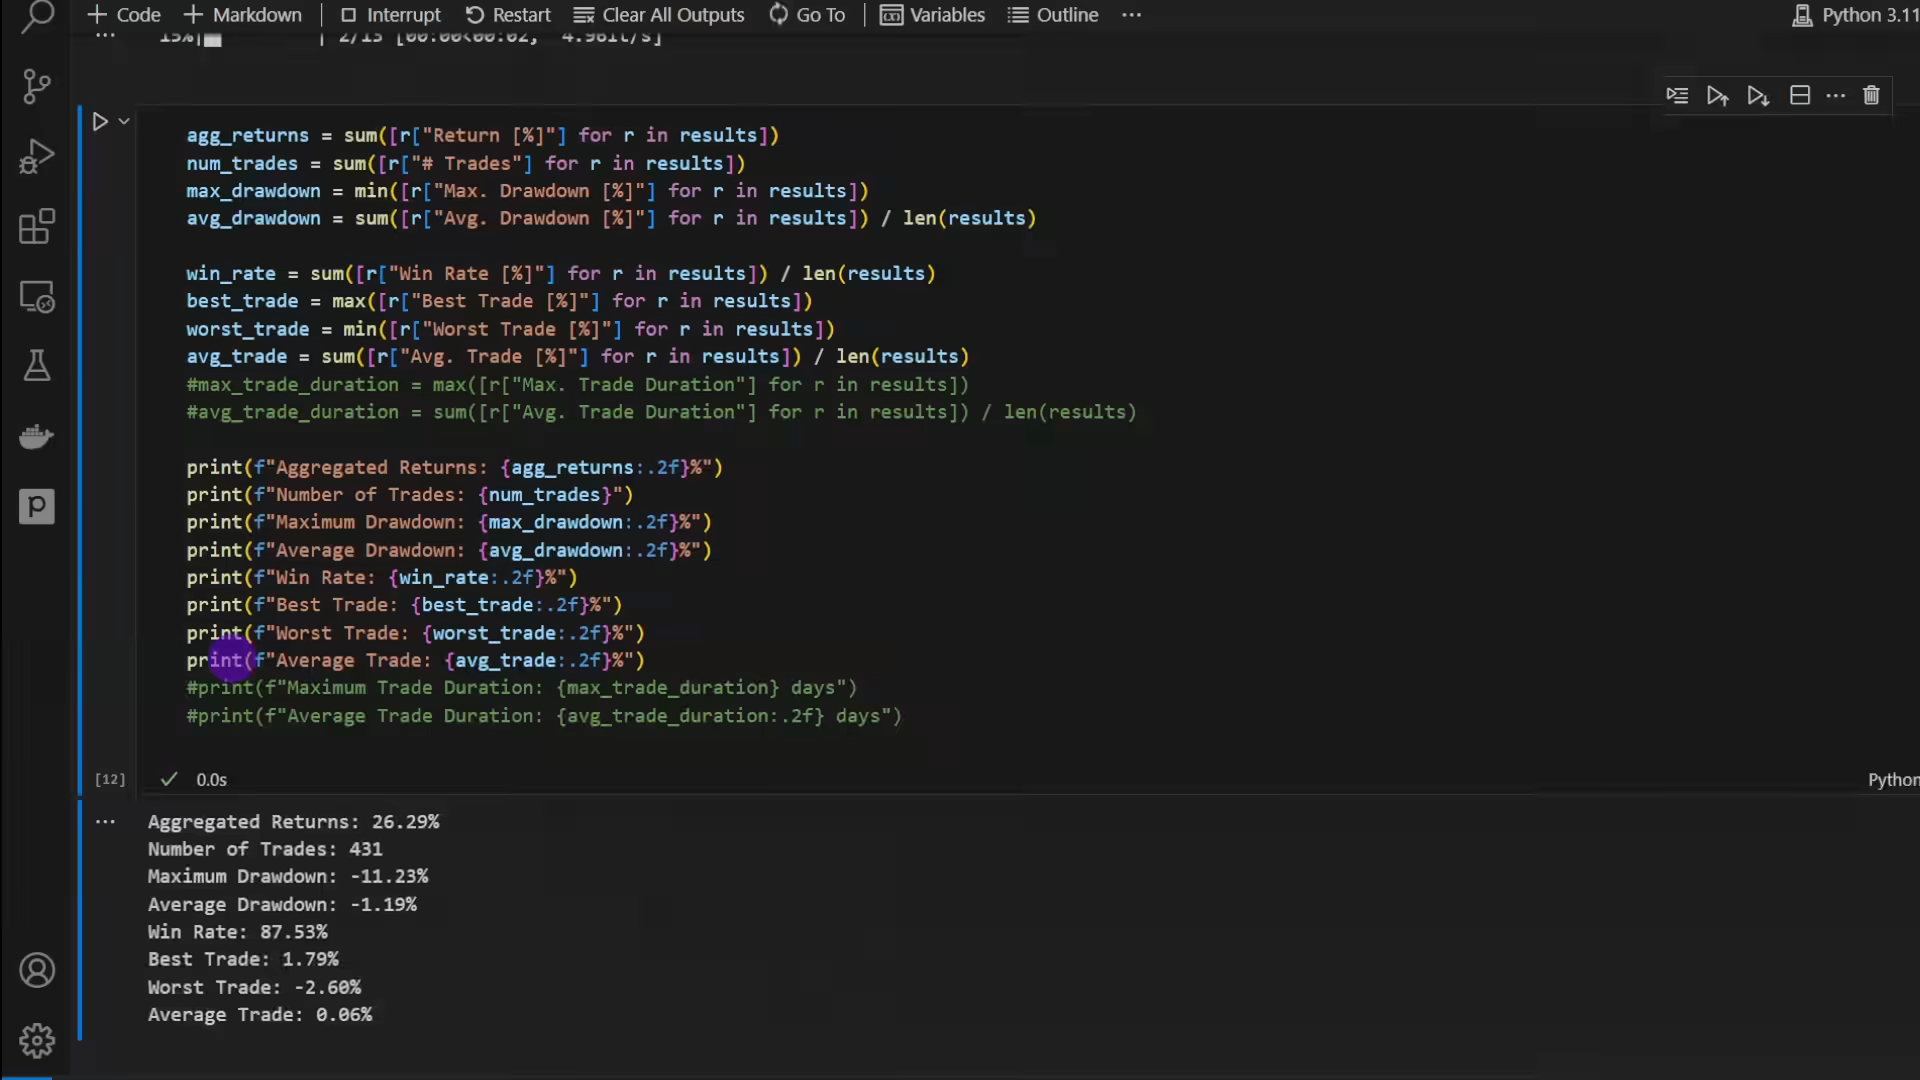 Code Markdown Interrupt Restart Clear All Outputs Go To Variables Outline ... Python 3.11
15%| | 2/13 [00:00<00:02, 4.96it/s]
agg_returns = sum([r["Return [%]"] for r in results])
num_trades = sum([r["# Trades"] for r in results])
max_drawdown = min([r["Max. Drawdown [%]"] for r in results])
avg_drawdown = sum([r["Avg. Drawdown [%]"] for r in results]) / len(results)
win_rate = sum([r["Win Rate [%]"] for r in results]) / len(results)
best_trade = max([r["Best Trade [%]"] for r in results])
worst_trade = min([r["Worst Trade [%]"] for r in results])
avg_trade = sum([r["Avg. Trade [%]"] for r in results]) / len(results)
#max_trade_duration = max([r["Max. Trade Duration"] for r in results])
#avg_trade_duration = sum([r["Avg. Trade Duration"] for r in results]) / len(results)
print(f"Aggregated Returns: {agg_returns:.2f}%")
print(f"Number of Trades: {num_trades}")
print(f"Maximum Drawdown: {max_drawdown:.2f}%")
print(f"Average Drawdown: {avg_drawdown:.2f}%")
print(f"Win Rate: {win_rate:.2f}%")
print(f"Best Trade: {best_trade:.2f}%")
print(f"Worst Trade: {worst_trade:.2f}%")
print(f"Average Trade: {avg_trade:.2f}%")
#print(f"Maximum Trade Duration: {max_trade_duration} days")
#print(f"Average Trade Duration: {avg_trade_duration:.2f} days")
[12] 0.0s Python
Aggregated Returns: 26.29%
Number of Trades: 431
Maximum Drawdown: -11.23%
Average Drawdown: -1.19%
Win Rate: 87.53%
Best Trade: 1.79%
Worst Trade: -2.60%
Average Trade: 0.06%